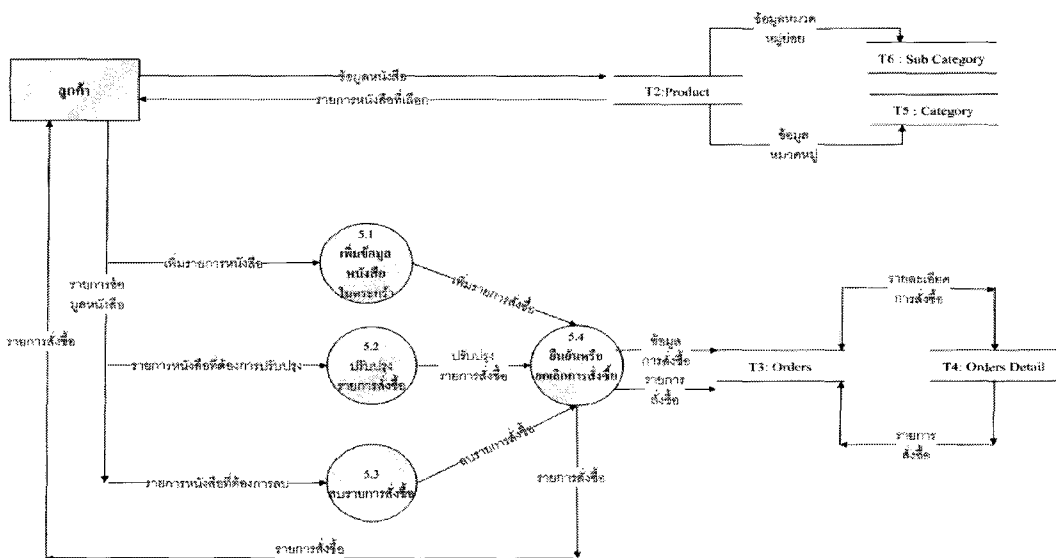 ข้อมูลหมวด
หมู่ย่อย
T6 : Sub Category
ลูกค้า
ข้อมูลหนังสือ
รายการหนังสือที่เลือก
T2:Product
T5 : Category
ข้อมูล
หมวดหมู่
5.1
เพิ่มข้อมูล
หนังสือ
ในตระกร้า
เพิ่มรายการหนังสือ
เพิ่มรายการสั่งซื้อ
รายการข้อ
มูลหนังสือ
รายการสั่งซื้อ
รายละเอียด
การสั่งซื้อ
5.2
ปรับปรุง
รายการสั่งซื้อ
รายการหนังสือที่ต้องการปรับปรุง
ปรับปรุง
รายการสั่งซื้อ
5.4
ยืนยันหรือ
ยกเลิกการสั่งซื้อ
ข้อมูล
การสั่งซื้อ
รายการ
สั่งซื้อ
T3: Orders
T4: Orders Detail
รายการ
สั่งซื้อ
5.3
ลบรายการสั่งซื้อ
รายการหนังสือที่ต้องการลบ
ลบรายการสั่งซื้อ
รายการสั่งซื้อ
รายการสั่งซื้อ